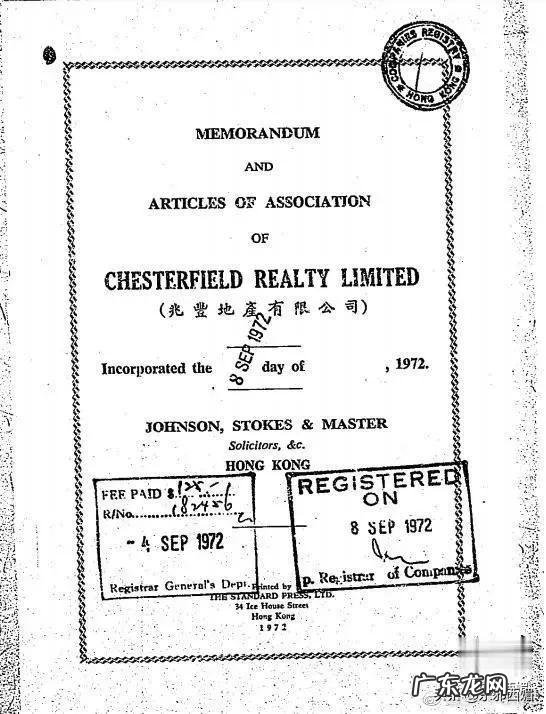 COMPANIES REGISTRY
HONG KONG
MEMORANDUM
AND
ARTICLES OF ASSOCIATION
OF
CHESTERFIELD REALTY LIMITED
(兆豐地產有限公司)
Incorporated the 8 SEP 1972 day of , 1972.
JOHNSON, STOKES & MASTER
Solicitors, &c.
HONG KONG
FEE PAID $ 125.-
R/No. 182456
- 4 SEP 1972
Registrar General's Dept.
REGISTERED
ON
8 SEP 1972
p. Registrar of Companies
Printed by
THE STANDARD PRESS, LTD.
34 Ice House Street
Hong Kong
1972
广东龙网